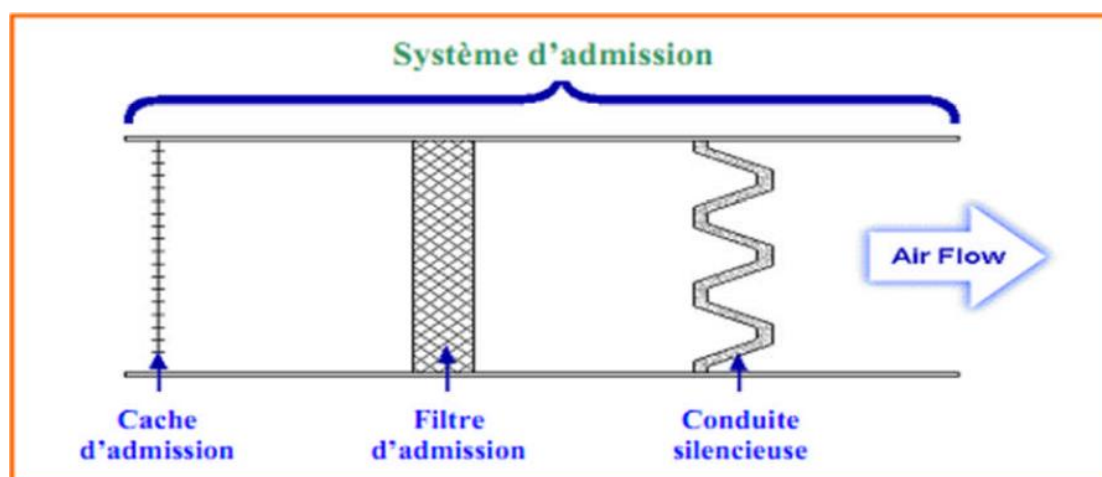 Système d’admission
Air Flow
Cache
d’admission
Filtre
d’admission
Conduite
silencieuse